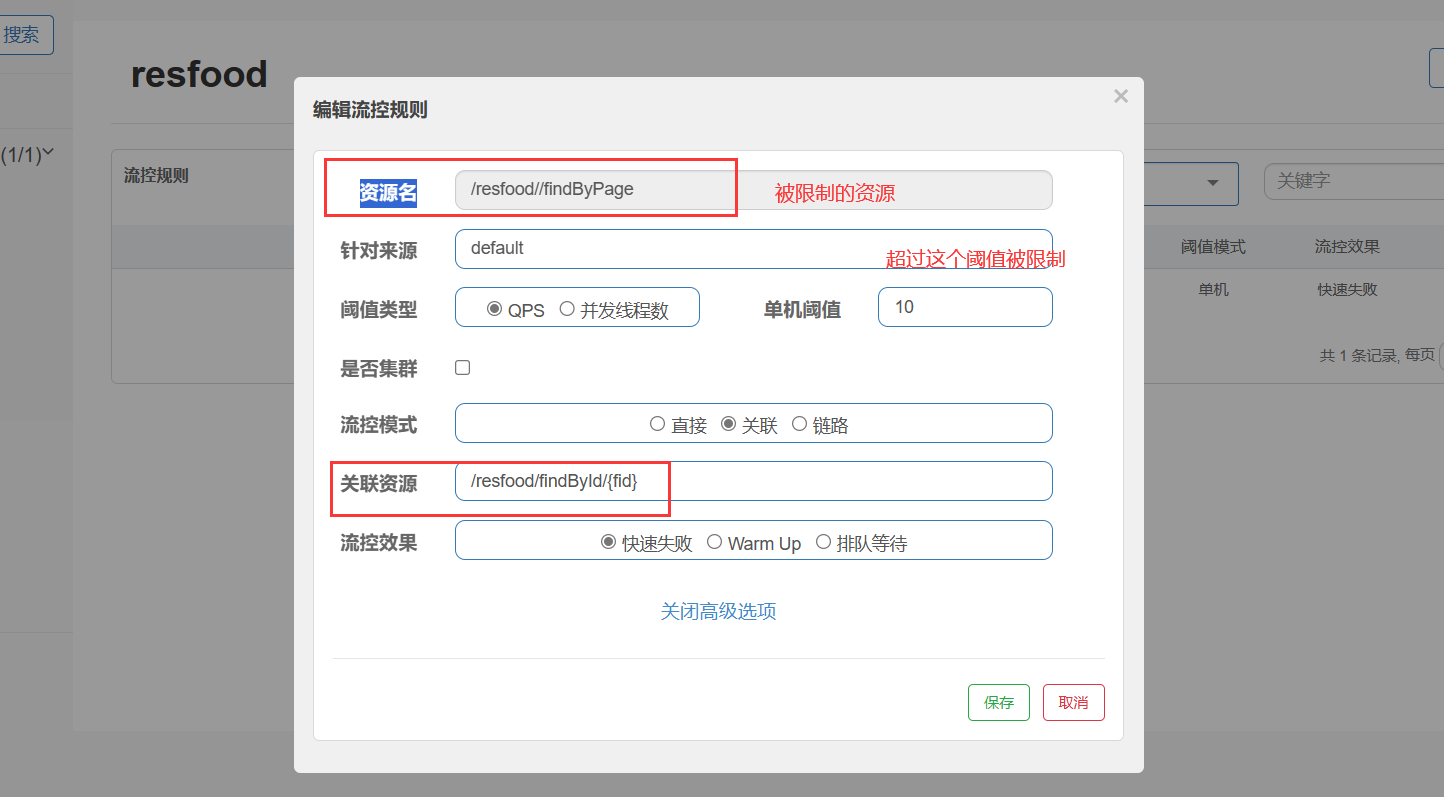 搜索
resfood
(1/1)
流控规则
关键字
阈值模式 流控效果
单机 快速失败
共 1 条记录, 每页
编辑流控规则
×
资源名 /resfood//findByPage 被限制的资源
针对来源 default
超过这个阈值被限制
阈值类型 QPS 并发线程数 单机阈值 10
是否集群
流控模式 直接 关联 链路
关联资源 /resfood/findById/{fid}
流控效果 快速失败 Warm Up 排队等待
关闭高级选项
保存 取消